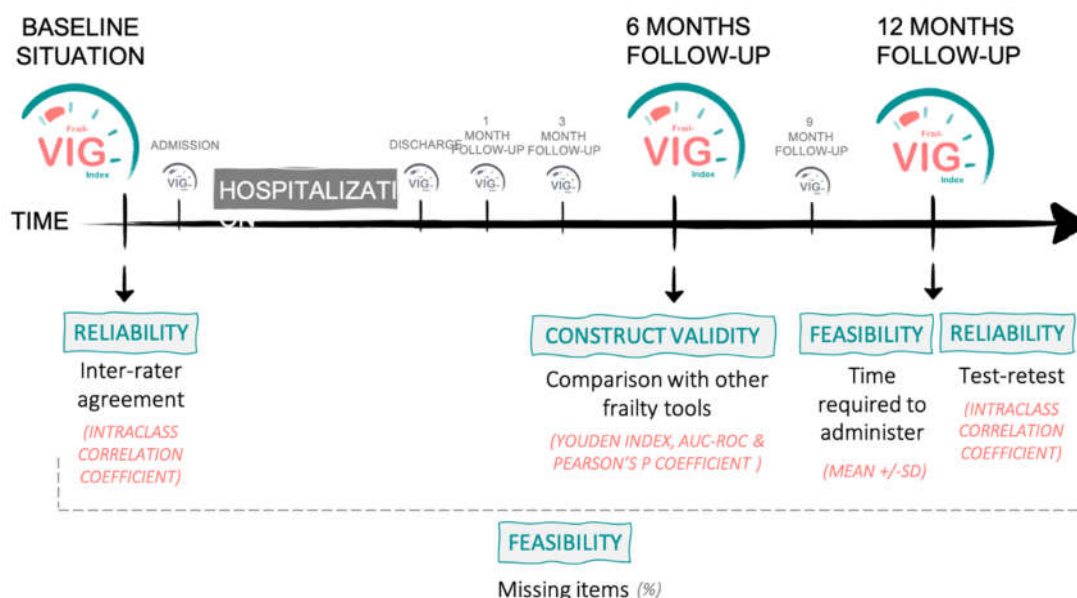 BASELINE
SITUATION
6 MONTHS
FOLLOW-UP
12 MONTHS
FOLLOW-UP
Frail-
VIG
Index
ADMISSION
VIG
HOSPITALIZATI
ON
DISCHARGE
VIG
1
MONTH
FOLLOW-UP
VIG
3
MONTH
FOLLOW-UP
VIG
Frail-
VIG
Index
9
MONTH
FOLLOW-UP
VIG
Frail-
VIG
Index
TIME
RELIABILITY
Inter-rater
agreement
(INTRACLASS
CORRELATION
COEFFICIENT)
CONSTRUCT VALIDITY
Comparison with other
frailty tools
(YOUDEN INDEX, AUC-ROC &
PEARSON'S P COEFFICIENT )
FEASIBILITY
Time
required to
administer
(MEAN +/-SD)
RELIABILITY
Test-retest
(INTRACLASS
CORRELATION
COEFFICIENT)
FEASIBILITY
Missing items (%)